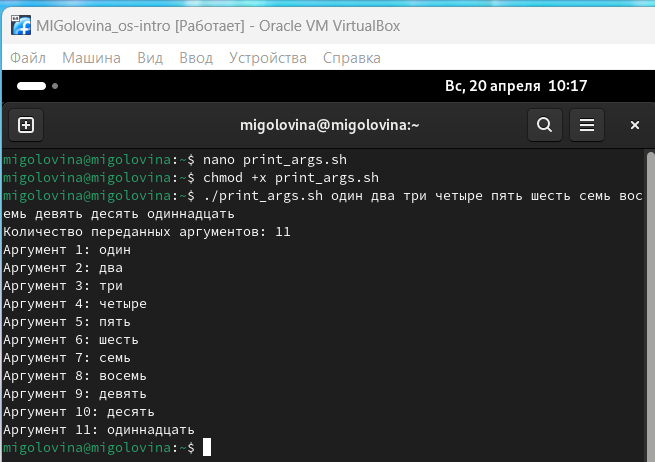 MIGolovina_os-intro [Работает] - Oracle VM VirtualBox
Файл Машина Вид Ввод Устройства Справка
Вс, 20 апреля 10:17
migolovina@migolovina:~
migolovina@migolovina:~$ nano print_args.sh
migolovina@migolovina:~$ chmod +x print_args.sh
migolovina@migolovina:~$ ./print_args.sh один два три четыре пять шесть семь вос
емь девять десять одиннадцать
Количество переданных аргументов: 11
Аргумент 1: один
Аргумент 2: два
Аргумент 3: три
Аргумент 4: четыре
Аргумент 5: пять
Аргумент 6: шесть
Аргумент 7: семь
Аргумент 8: восемь
Аргумент 9: девять
Аргумент 10: десять
Аргумент 11: одиннадцать
migolovina@migolovina:~$